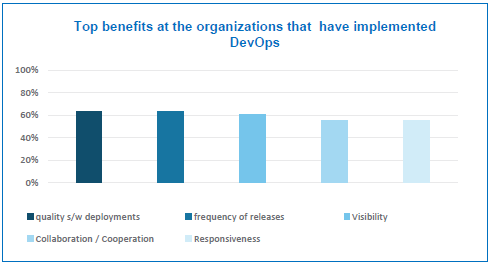 Top benefits at the organizations that have implemented
DevOps
100%
80%
60%
40%
20%
0%
quality s/w deployments
frequency of releases
Visibility
Collaboration / Cooperation
Responsiveness